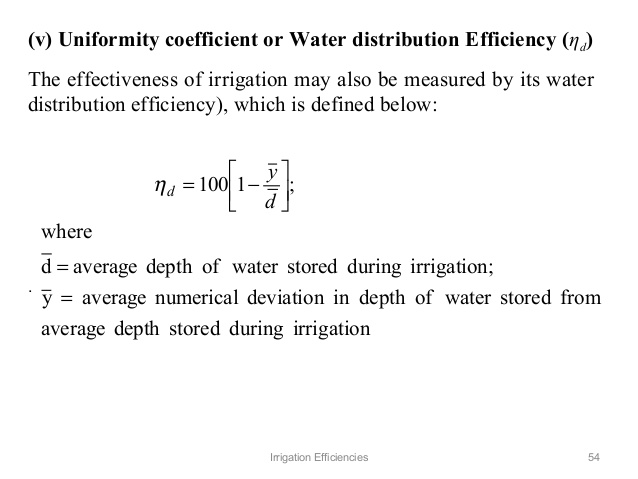 (v) Uniformity coefficient or Water distribution Efficiency (η_d)
The effectiveness of irrigation may also be measured by its water
distribution efficiency), which is defined below:
η_d = 100[1 − y̅/d̅];
where
d̅ = average depth of water stored during irrigation;
. y̅ = average numerical deviation in depth of water stored from
average depth stored during irrigation
Irrigation Efficiencies 54